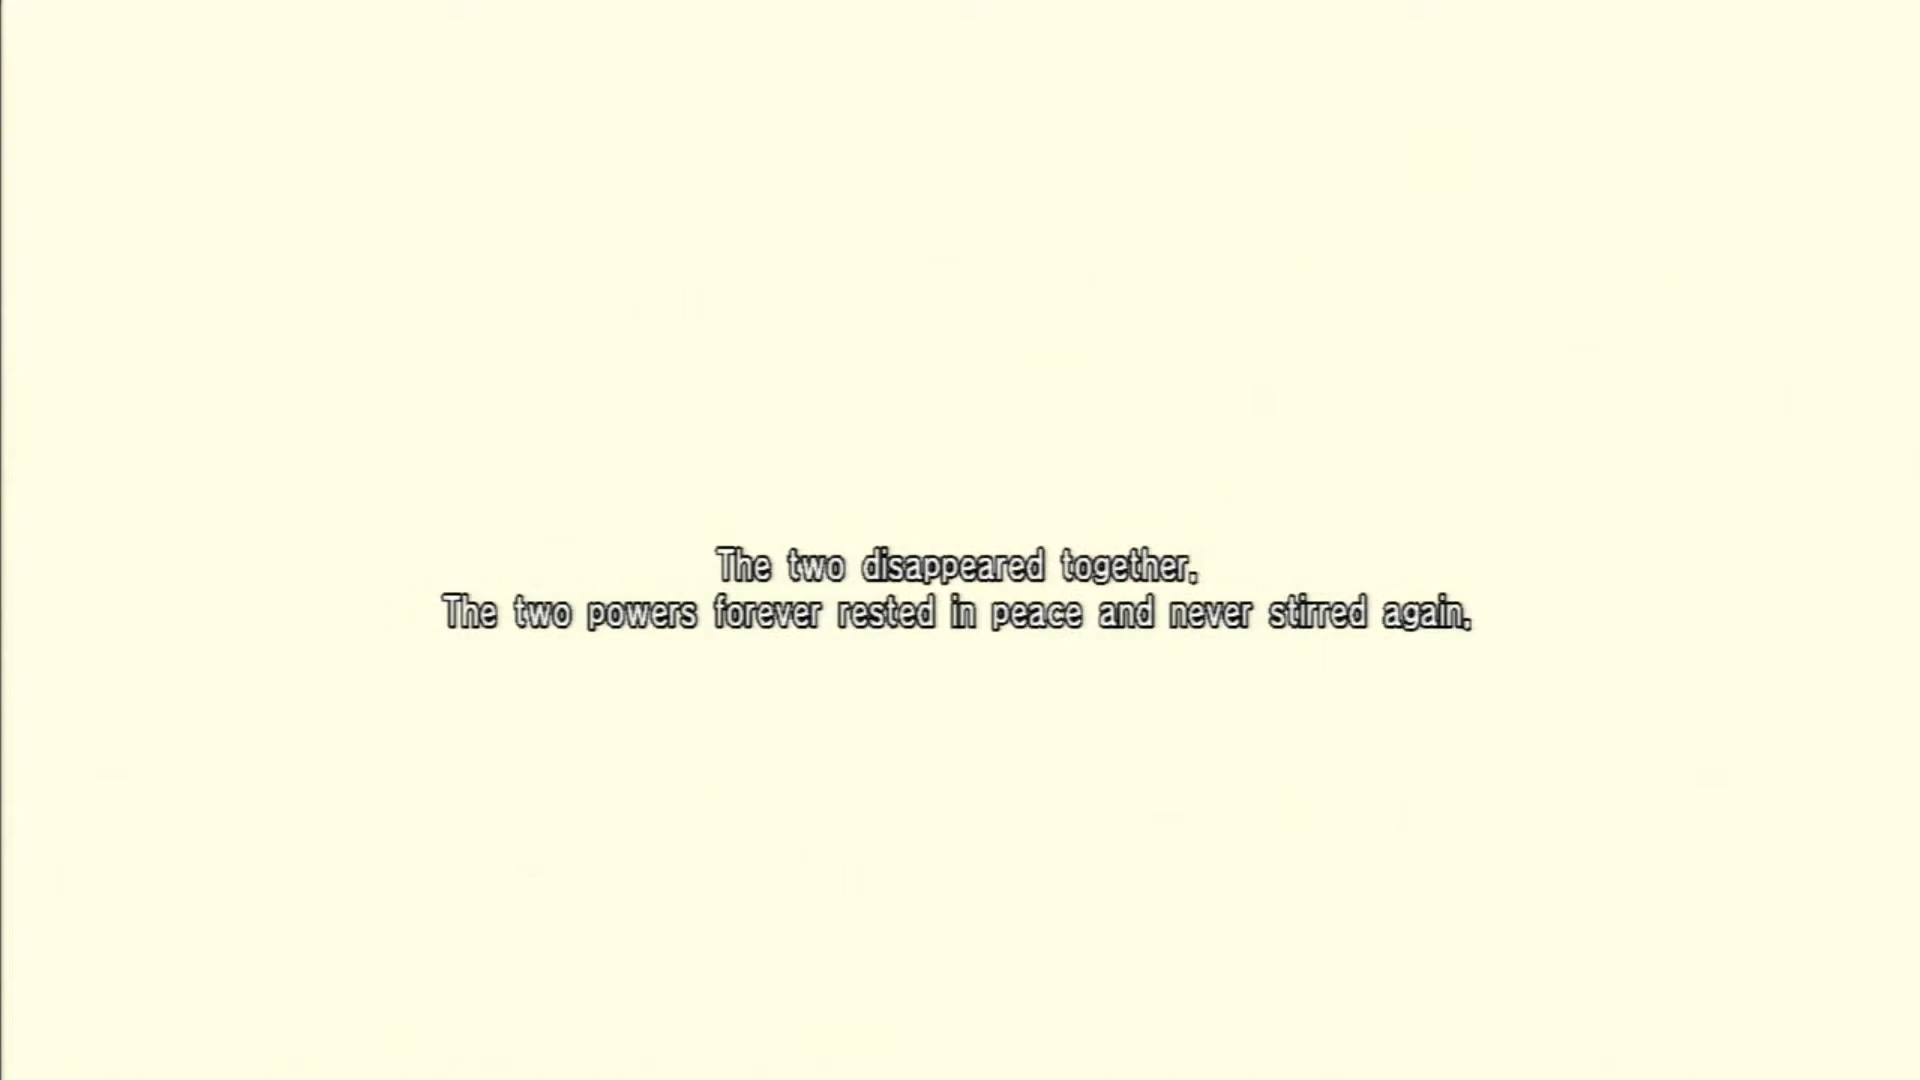 The two disappeared together.
The two powers forever rested in peace and never stirred again.